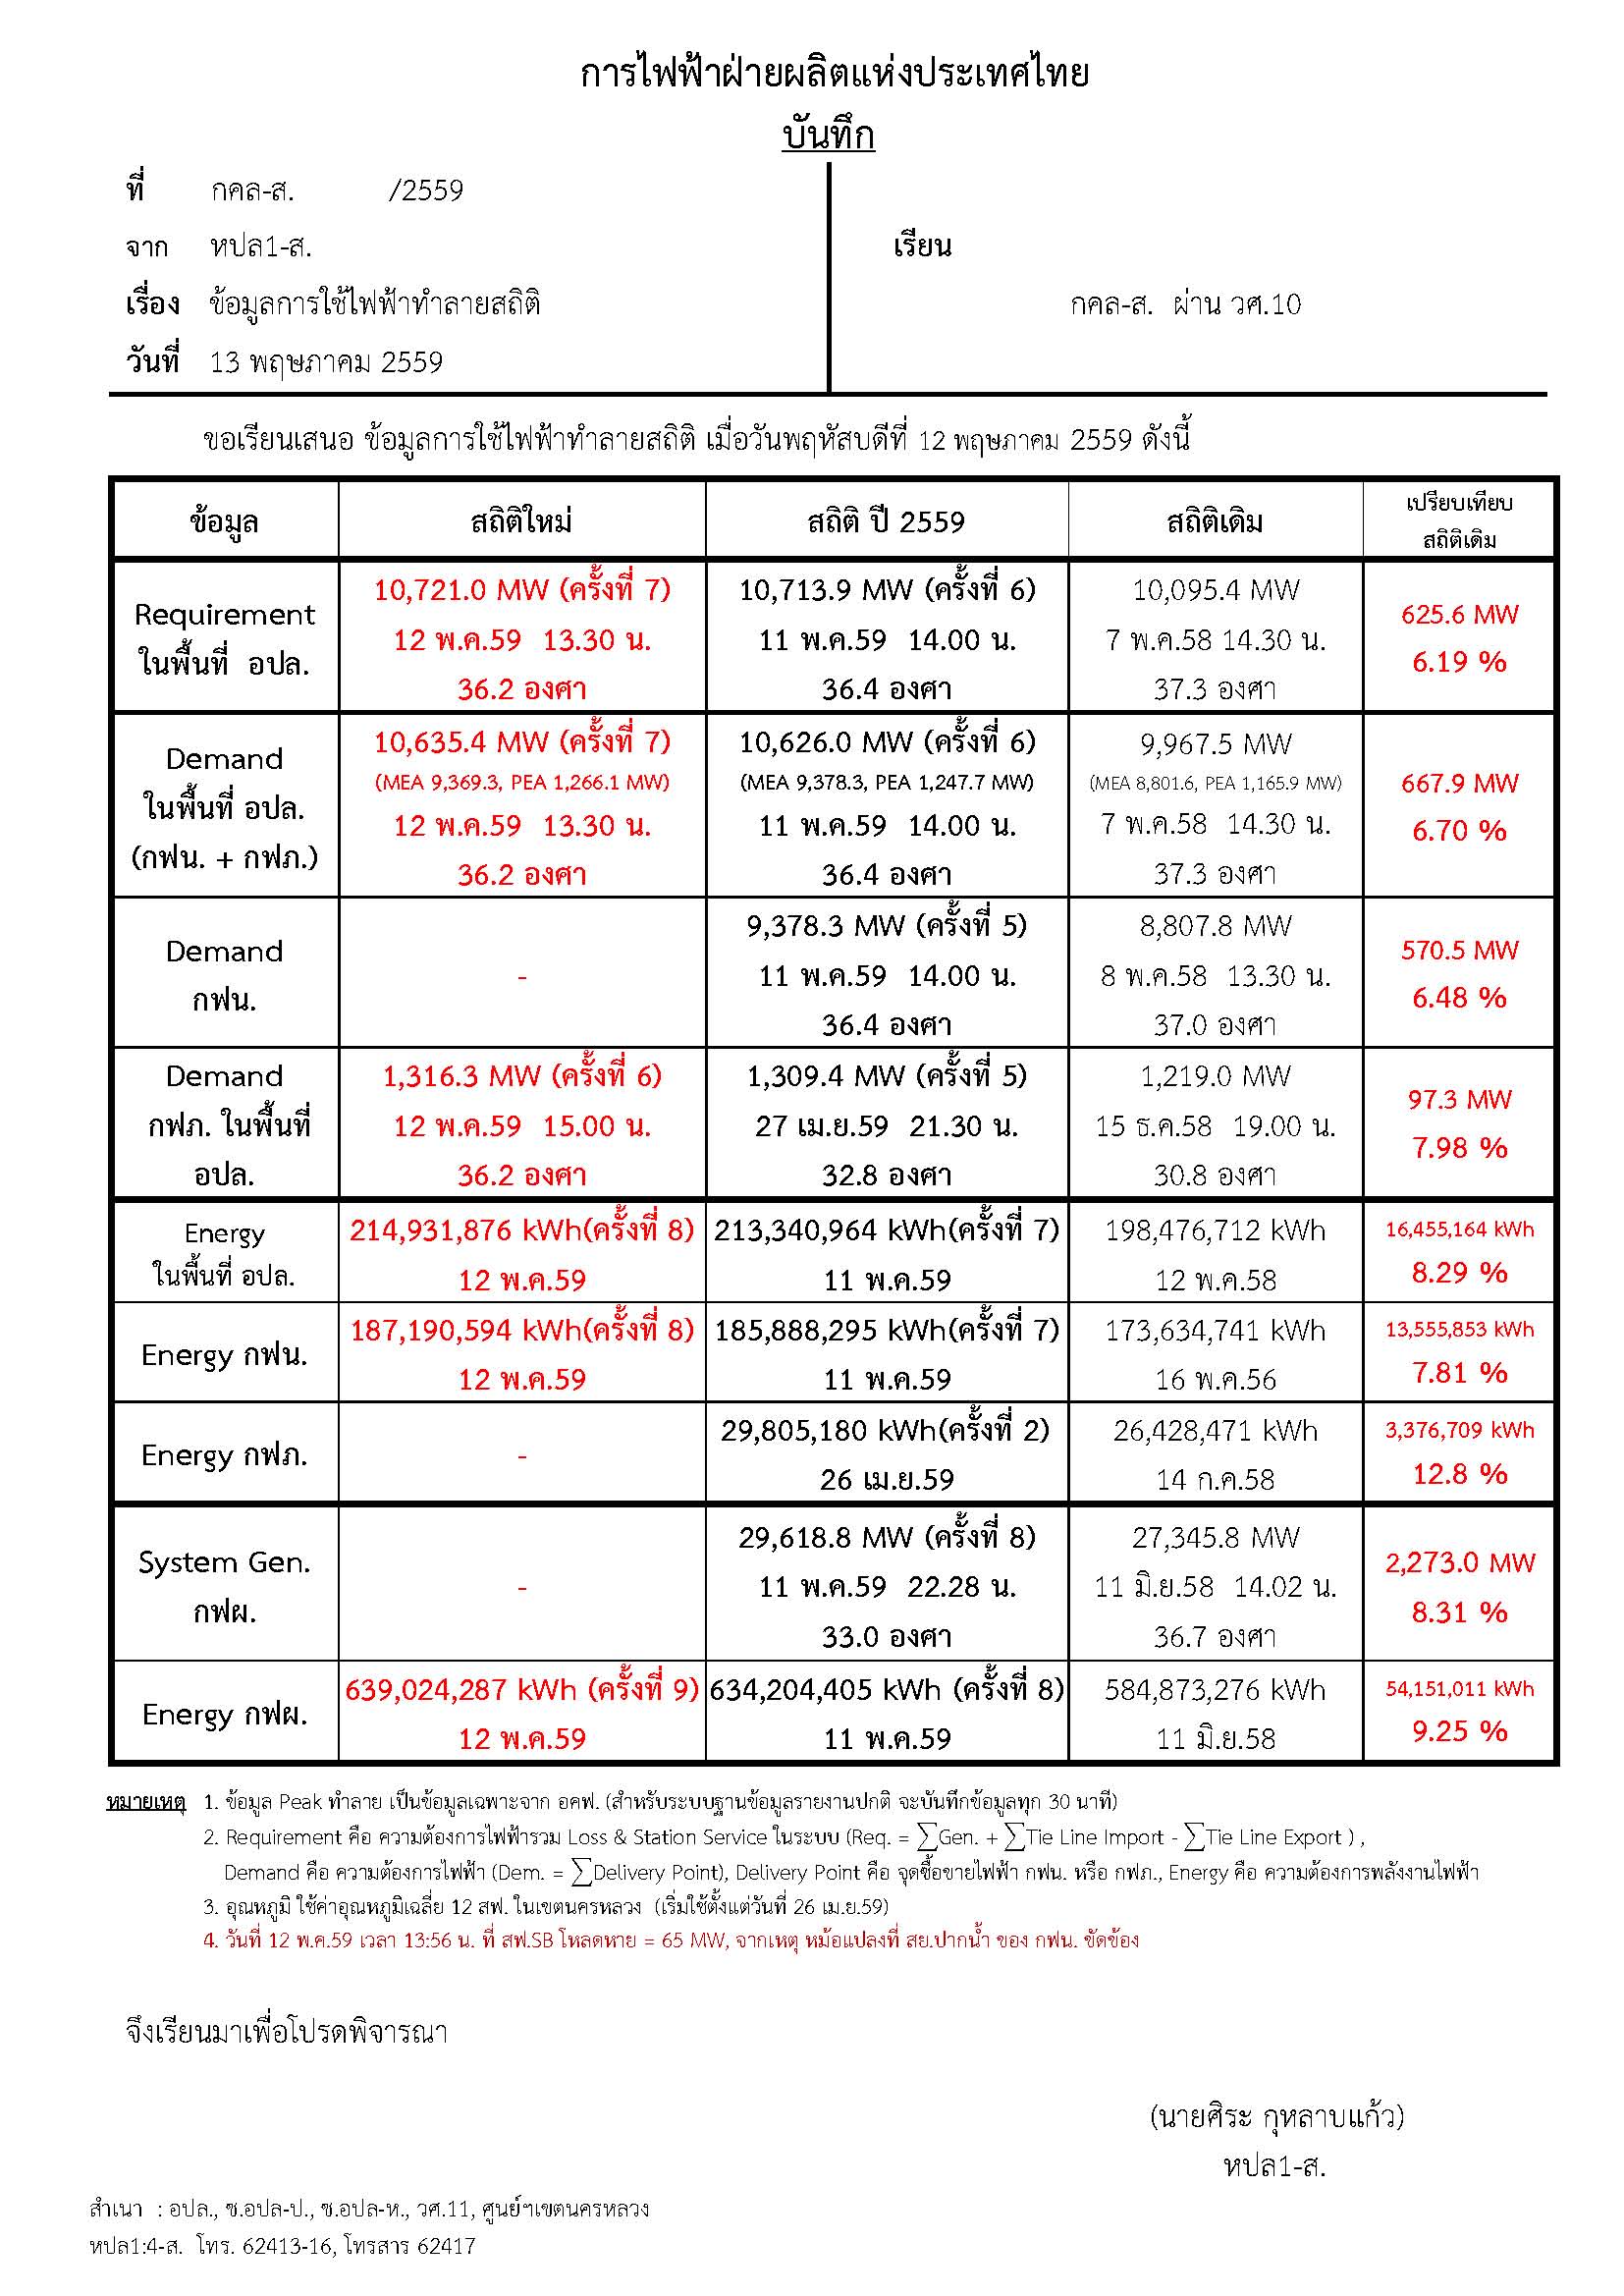 การไฟฟ้าฝ่ายผลิตแห่งประเทศไทย
บันทึก
ที่ กคล-ส. /2559
จาก หปล1-ส.
เรียน
เรื่อง ข้อมูลการใช้ไฟฟ้าทำลายสถิติ
กคล-ส. ผ่าน วศ.10
วันที่ 13 พฤษภาคม 2559
ขอเรียนเสนอ ข้อมูลการใช้ไฟฟ้าทำลายสถิติ เมื่อวันพฤหัสบดีที่ 12 พฤษภาคม 2559 ดังนี้
ข้อมูล
สถิติใหม่
สถิติ ปี 2559
สถิติเดิม
เปรียบเทียบ
สถิติเดิม
Requirement
ในพื้นที่ อปล.
10,721.0 MW (ครั้งที่ 7)
12 พ.ค.59 13.30 น.
36.2 องศา
10,713.9 MW (ครั้งที่ 6)
11 พ.ค.59 14.00 น.
36.4 องศา
10,095.4 MW
7 พ.ค.58 14.30 น.
37.3 องศา
625.6 MW
6.19 %
Demand
ในพื้นที่ อปล.
(กฟน. + กฟภ.)
10,635.4 MW (ครั้งที่ 7)
(MEA 9,369.3, PEA 1,266.1 MW)
12 พ.ค.59 13.30 น.
36.2 องศา
10,626.0 MW (ครั้งที่ 6)
(MEA 9,378.3, PEA 1,247.7 MW)
11 พ.ค.59 14.00 น.
36.4 องศา
9,967.5 MW
(MEA 8,801.6, PEA 1,165.9 MW)
7 พ.ค.58 14.30 น.
37.3 องศา
667.9 MW
6.70 %
Demand
กฟน.
-
9,378.3 MW (ครั้งที่ 5)
11 พ.ค.59 14.00 น.
36.4 องศา
8,807.8 MW
8 พ.ค.58 13.30 น.
37.0 องศา
570.5 MW
6.48 %
Demand
กฟภ. ในพื้นที่
อปล.
1,316.3 MW (ครั้งที่ 6)
12 พ.ค.59 15.00 น.
36.2 องศา
1,309.4 MW (ครั้งที่ 5)
27 เม.ย.59 21.30 น.
32.8 องศา
1,219.0 MW
15 ธ.ค.58 19.00 น.
30.8 องศา
97.3 MW
7.98 %
Energy
ในพื้นที่ อปล.
214,931,876 kWh(ครั้งที่ 8)
12 พ.ค.59
213,340,964 kWh(ครั้งที่ 7)
11 พ.ค.59
198,476,712 kWh
12 พ.ค.58
16,455,164 kWh
8.29 %
Energy กฟน.
187,190,594 kWh(ครั้งที่ 8)
12 พ.ค.59
185,888,295 kWh(ครั้งที่ 7)
11 พ.ค.59
173,634,741 kWh
16 พ.ค.56
13,555,853 kWh
7.81 %
Energy กฟภ.
-
29,805,180 kWh(ครั้งที่ 2)
26 เม.ย.59
26,428,471 kWh
14 ก.ค.58
3,376,709 kWh
12.8 %
System Gen.
กฟผ.
-
29,618.8 MW (ครั้งที่ 8)
11 พ.ค.59 22.28 น.
33.0 องศา
27,345.8 MW
11 มิ.ย.58 14.02 น.
36.7 องศา
2,273.0 MW
8.31 %
Energy กฟผ.
639,024,287 kWh (ครั้งที่ 9)
12 พ.ค.59
634,204,405 kWh (ครั้งที่ 8)
11 พ.ค.59
584,873,276 kWh
11 มิ.ย.58
54,151,011 kWh
9.25 %
หมายเหตุ 1. ข้อมูล Peak ทำลาย เป็นข้อมูลเฉพาะจาก อคฟ. (สำหรับระบบฐานข้อมูลรายงานปกติ จะบันทึกข้อมูลทุก 30 นาที)
2. Requirement คือ ความต้องการไฟฟ้ารวม Loss & Station Service ในระบบ (Req. = ∑Gen. + ∑Tie Line Import - ∑Tie Line Export ) ,
Demand คือ ความต้องการไฟฟ้า (Dem. = ∑Delivery Point), Delivery Point คือ จุดซื้อขายไฟฟ้า กฟน. หรือ กฟภ., Energy คือ ความต้องการพลังงานไฟฟ้า
3. อุณหภูมิ ใช้ค่าอุณหภูมิเฉลี่ย 12 สฟ. ในเขตนครหลวง (เริ่มใช้ตั้งแต่วันที่ 26 เม.ย.59)
4. วันที่ 12 พ.ค.59 เวลา 13:56 น. ที่ สฟ.SB โหลดหาย = 65 MW, จากเหตุ หม้อแปลงที่ สย.ปากน้ำ ของ กฟน. ขัดข้อง
จึงเรียนมาเพื่อโปรดพิจารณา
(นายศิระ กุหลาบแก้ว)
หปล1-ส.
สำเนา : อปล., ช.อปล-ป., ช.อปล-ห., วศ.11, ศูนย์ฯเขตนครหลวง
หปล1:4-ส. โทร. 62413-16, โทรสาร 62417